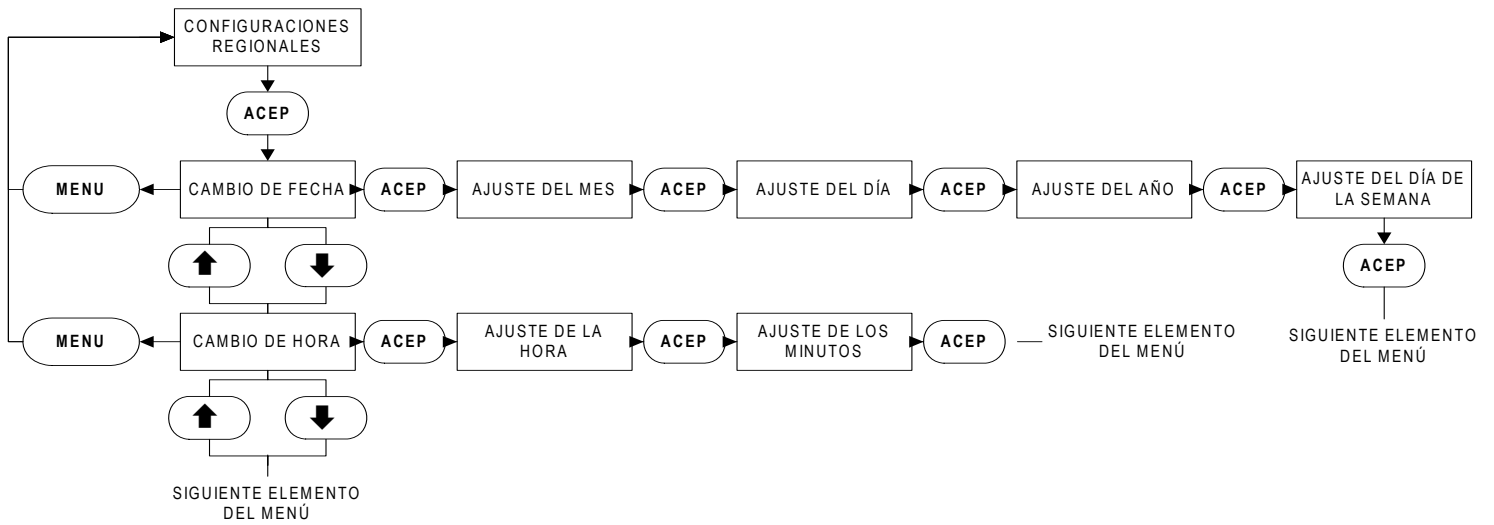 CONFIGURACIONES
REGIONALES
ACEP
MENU
CAMBIO DE FECHA
ACEP
AJUSTE DEL MES
ACEP
AJUSTE DEL DÍA
ACEP
AJUSTE DEL AÑO
ACEP
AJUSTE DEL DÍA DE
LA SEMANA
ACEP
SIGUIENTE ELEMENTO
DEL MENÚ
MENU
CAMBIO DE HORA
ACEP
AJUSTE DE LA
HORA
ACEP
AJUSTE DE LOS
MINUTOS
ACEP
SIGUIENTE ELEMENTO
DEL MENÚ
SIGUIENTE ELEMENTO
DEL MENÚ